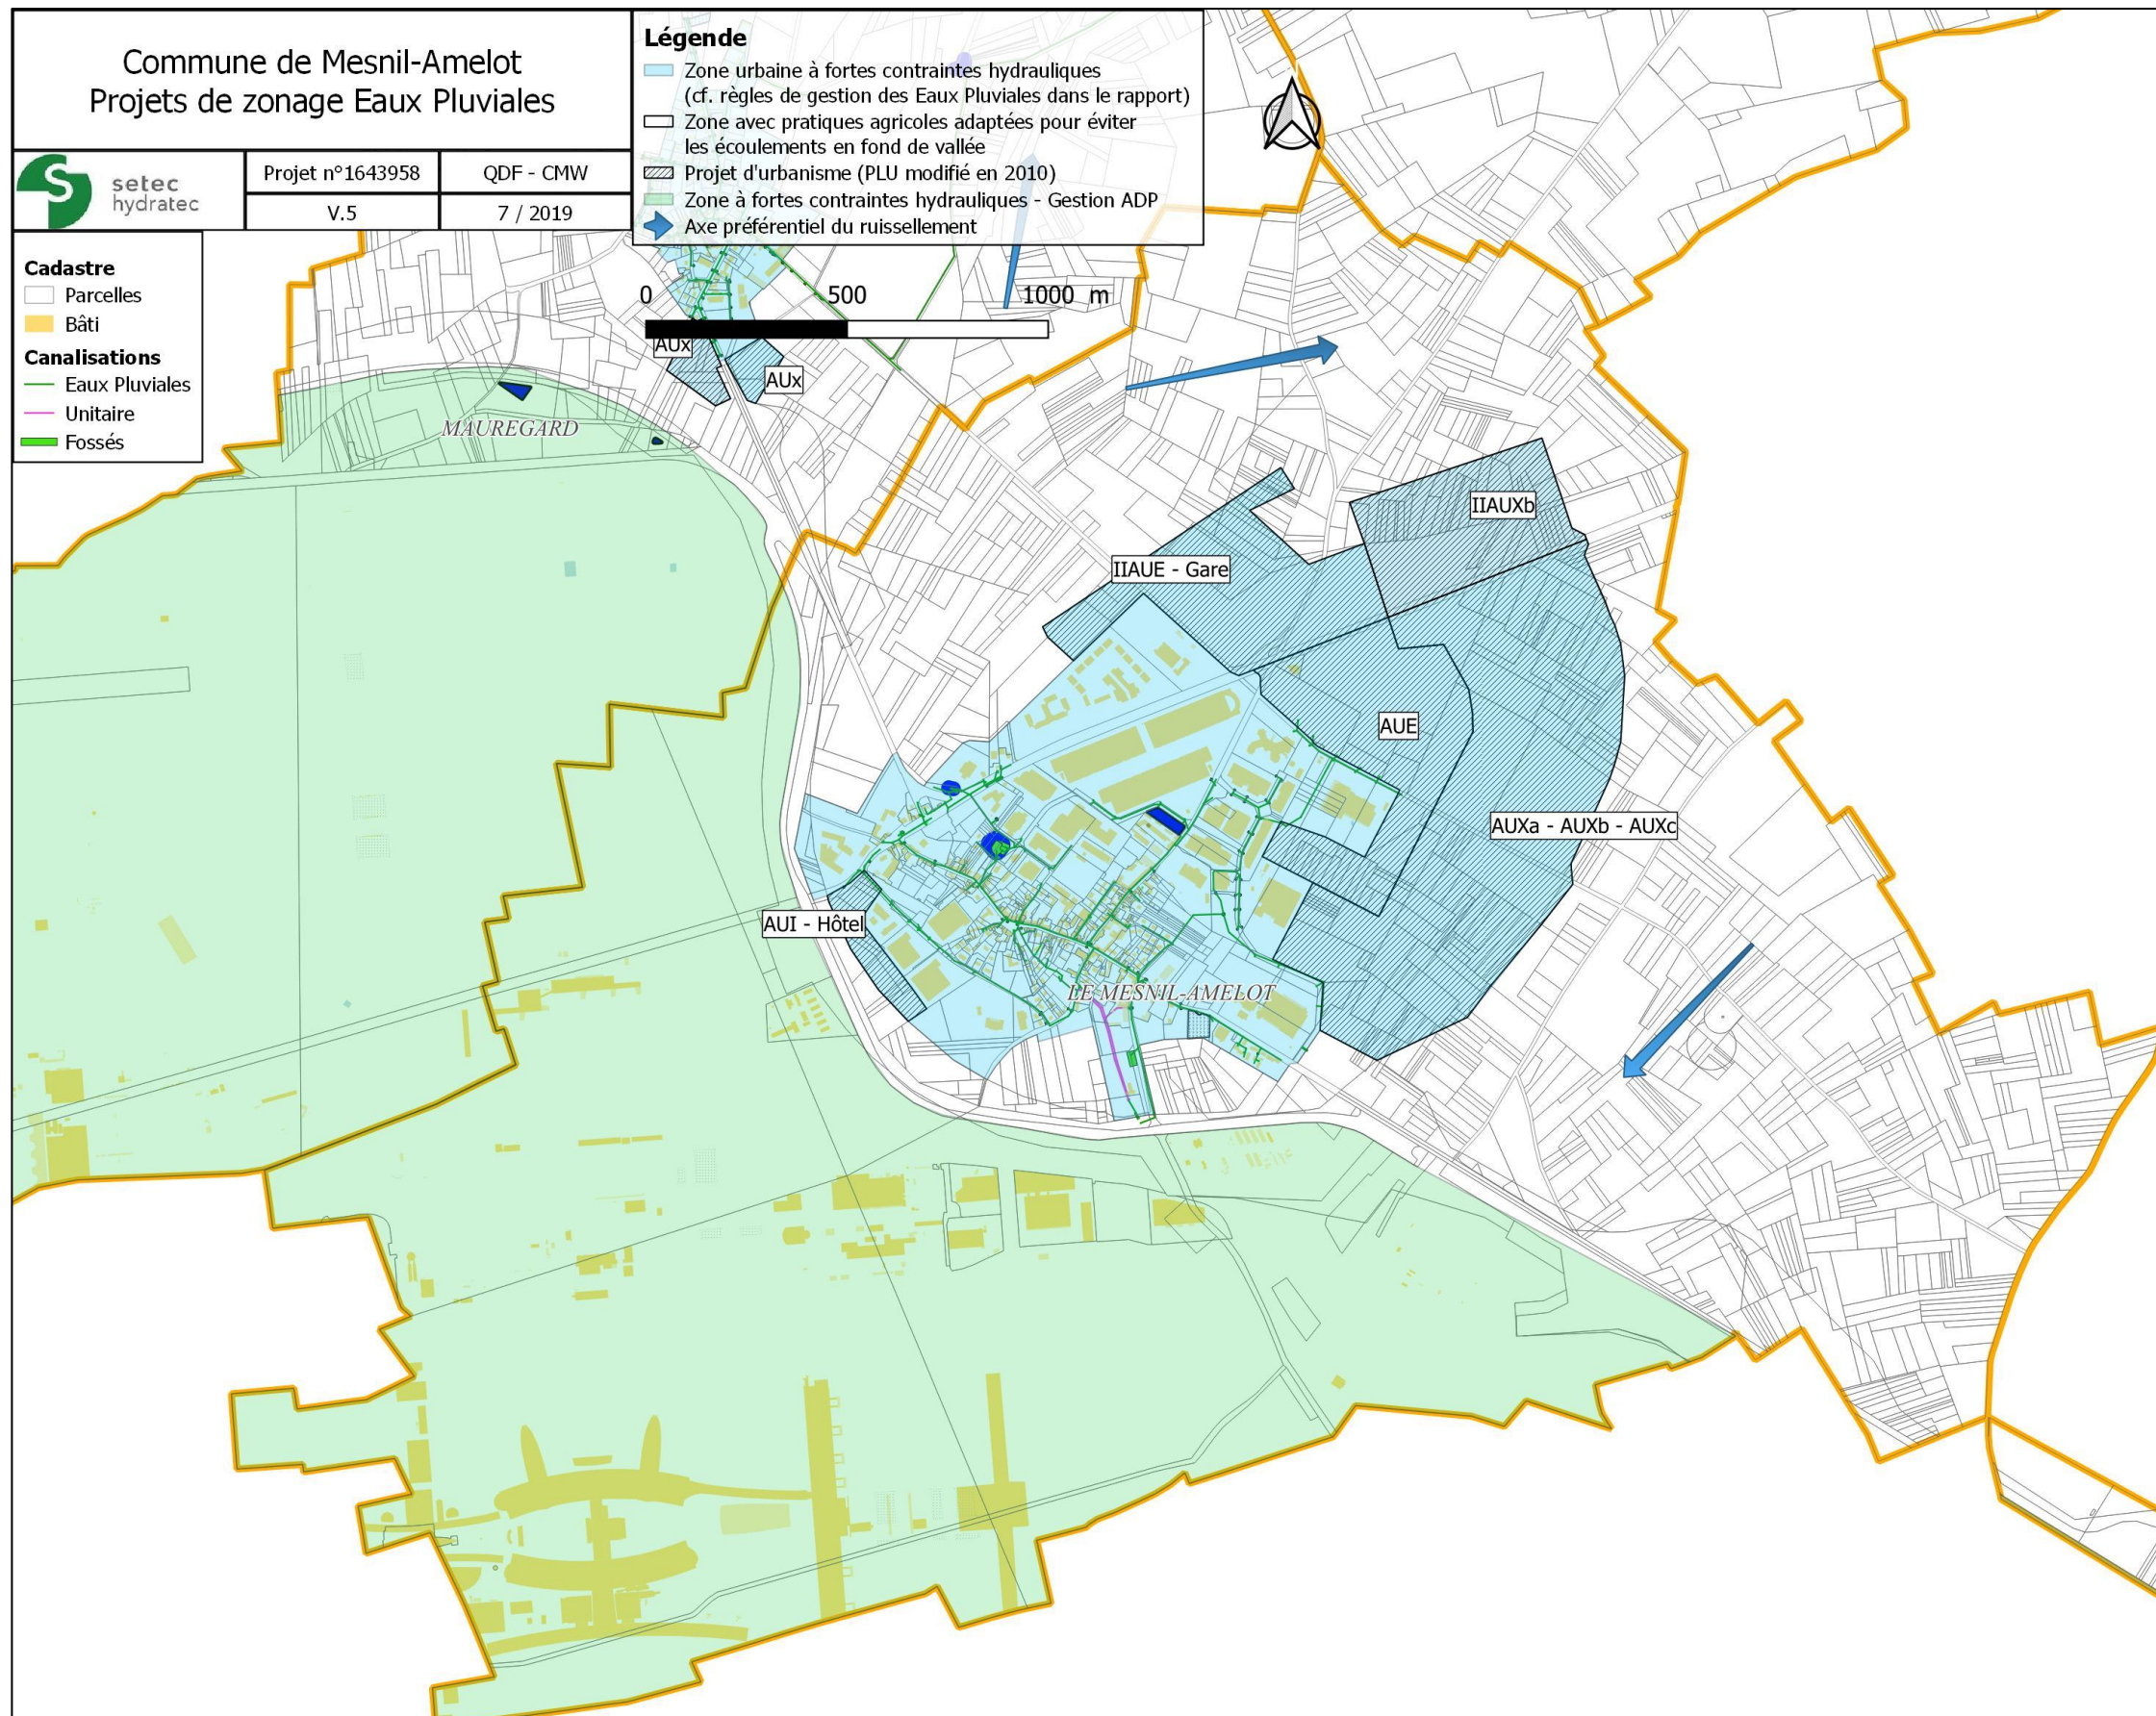 Commune de Mesnil-Amelot
Projets de zonage Eaux Pluviales
setec
hydratec
Projet n°1643958
QDF - CMW
V.5
7 / 2019
Légende
Zone urbaine à fortes contraintes hydrauliques
(cf. règles de gestion des Eaux Pluviales dans le rapport)
Zone avec pratiques agricoles adaptées pour éviter
les écoulements en fond de vallée
Projet d'urbanisme (PLU modifié en 2010)
Zone à fortes contraintes hydrauliques - Gestion ADP
Axe préférentiel du ruissellement
Cadastre
Parcelles
Bâti
Canalisations
Eaux Pluviales
Unitaire
Fossés
0 500 1000 m
AUx
AUx
MAUREGARD
IIAUXb
IIAUE - Gare
AUE
AUXa - AUXb - AUXc
AUI - Hôtel
LE MESNIL-AMELOT